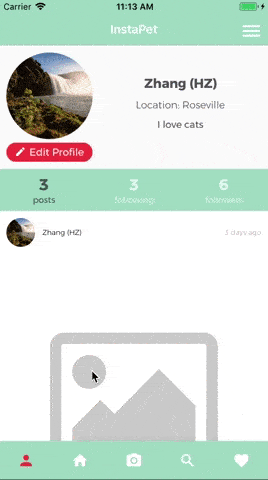 Carrier 11:13 AM
InstaPet
Zhang (HZ)
Location: Roseville
I love cats
Edit Profile
3 3 6
posts following followers
Zhang (HZ) 3 days ago